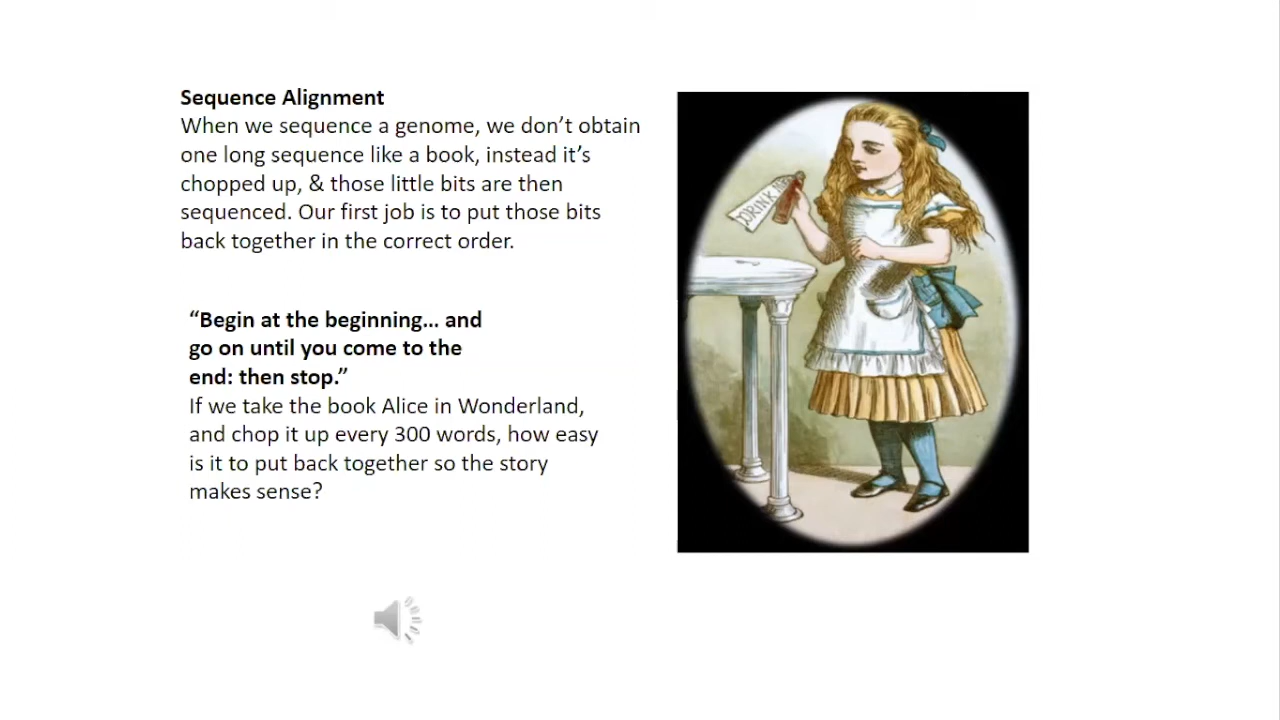 Sequence Alignment
When we sequence a genome, we don’t obtain
one long sequence like a book, instead it’s
chopped up, & those little bits are then
sequenced. Our first job is to put those bits
back together in the correct order.
“Begin at the beginning... and
go on until you come to the
end: then stop.”
If we take the book Alice in Wonderland,
and chop it up every 300 words, how easy
is it to put back together so the story
makes sense?
DRINK ME